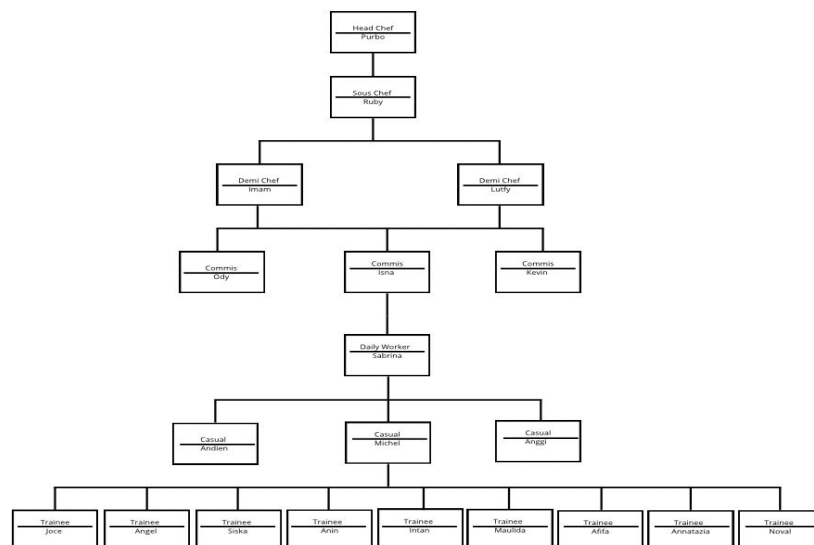 Head Chef
Purbo
Sous Chef
Ruby
Demi Chef
Imam
Demi Chef
Lutfy
Commis
Ody
Commis
Isna
Commis
Kevin
Daily Worker
Sabrina
Casual
Andien
Casual
Michel
Casual
Anggi
Trainee
Joce
Trainee
Angel
Trainee
Siska
Trainee
Anin
Trainee
Intan
Trainee
Maulida
Trainee
Afifa
Trainee
Annatazia
Trainee
Noval